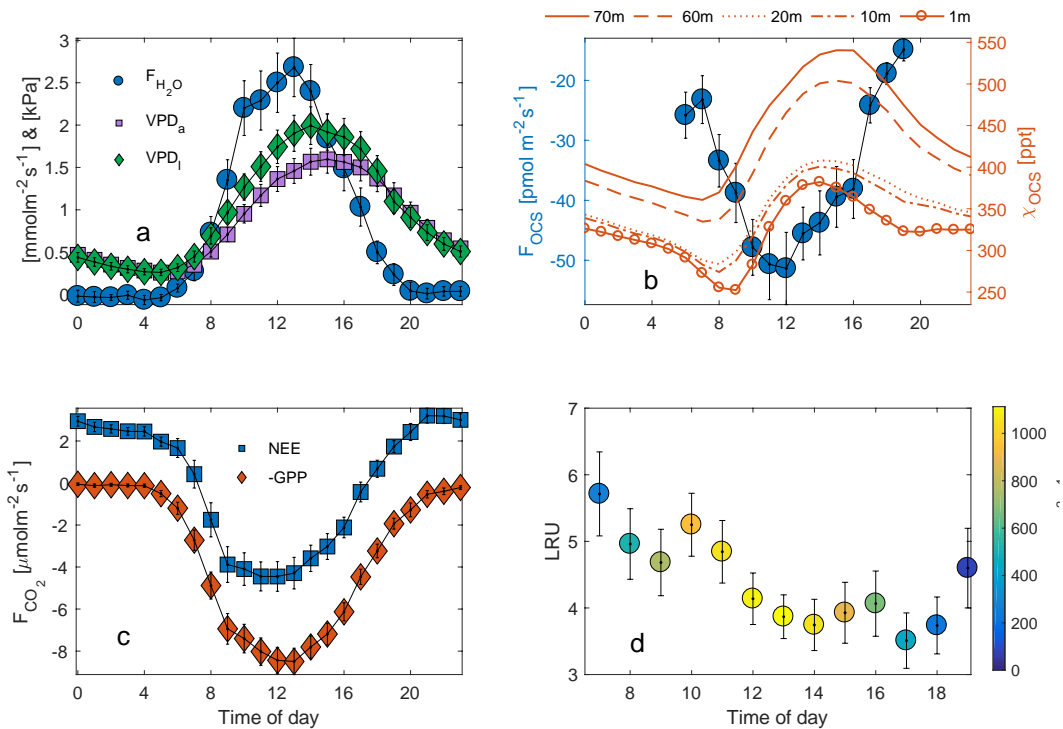 70m 60m 20m 10m 1m
3
2.5
2
1.5
1
0.5
0
[mmolm⁻²s⁻¹] & [kPa]
F_H₂O
VPD_a
VPD_l
a
0 4 8 12 16 20
-20
-30
-40
-50
F_OCS [pmol m⁻² s⁻¹]
b
550
500
450
400
350
300
250
χ_OCS [ppt]
0 4 8 12 16 20
2
0
-2
-4
-6
-8
F_CO₂ [μmolm⁻²s⁻¹]
NEE
-GPP
c
0 4 8 12 16 20
Time of day
7
6
5
4
3
LRU
d
8 10 12 14 16 18
Time of day
1000
800
600
400
200
0